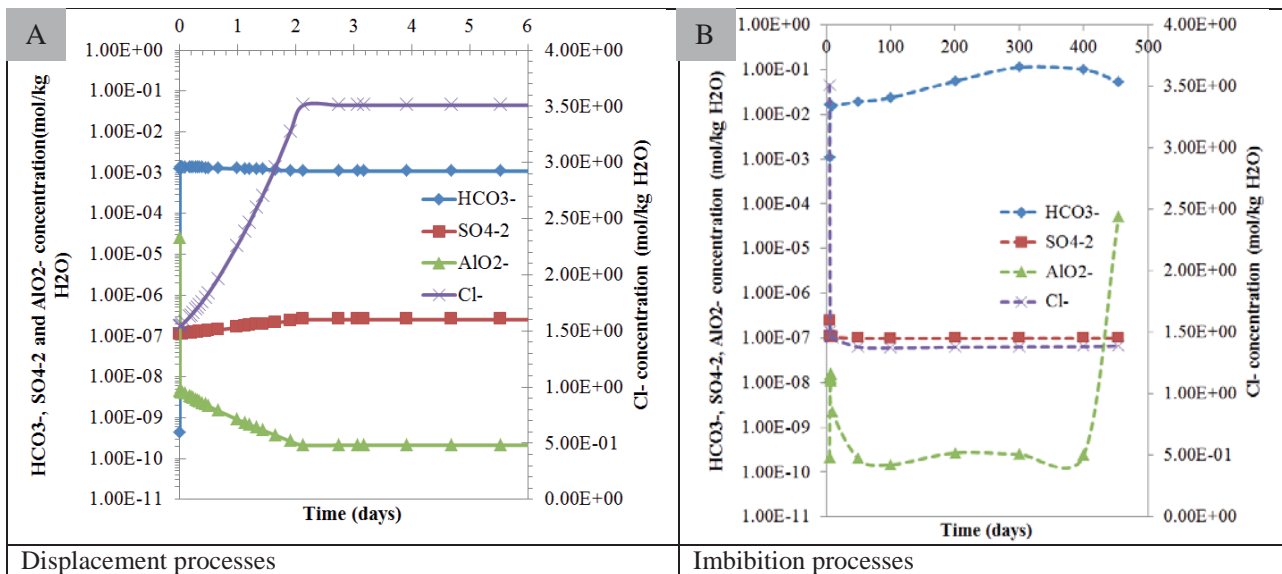 A
0 1 2 3 4 5 6
1.00E+00
1.00E-01
1.00E-02
1.00E-03
1.00E-04
1.00E-05
1.00E-06
1.00E-07
1.00E-08
1.00E-09
1.00E-10
1.00E-11
HCO3-, SO4-2 and AlO2- concentration(mol/kg
H2O)
HCO3-
SO4-2
AlO2-
Cl-
4.00E+00
3.50E+00
3.00E+00
2.50E+00
2.00E+00
1.50E+00
1.00E+00
5.00E-01
0.00E+00
Cl- concentration (mol/kg H2O)
Time (days)
Displacement processes
B
0 100 200 300 400 500
1.00E+00
1.00E-01
1.00E-02
1.00E-03
1.00E-04
1.00E-05
1.00E-06
1.00E-07
1.00E-08
1.00E-09
1.00E-10
1.00E-11
HCO3-, SO4-2, AlO2- concentration (mol/kg H2O)
HCO3-
SO4-2
AlO2-
Cl-
4.00E+00
3.50E+00
3.00E+00
2.50E+00
2.00E+00
1.50E+00
1.00E+00
5.00E-01
0.00E+00
Cl- concentration (mol/kg H2O)
Time (days)
Imbibition processes